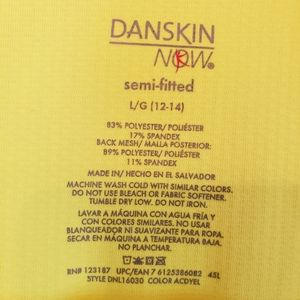 DANSKIN
NOW®
semi-fitted
L/G (12-14)
83% POLYESTER/ POLIÉSTER
17% SPANDEX
BACK MESH/ MALLA POSTERIOR:
89% POLYESTER/ POLIÉSTER
11% SPANDEX
MADE IN/ HECHO EN EL SALVADOR
MACHINE WASH COLD WITH SIMILAR COLORS.
DO NOT USE BLEACH OR FABRIC SOFTENER.
TUMBLE DRY LOW. DO NOT IRON.
LAVAR A MÁQUINA CON AGUA FRÍA Y
CON COLORES SIMILARES. NO USAR
BLANQUEADOR NI SUAVIZANTE PARA ROPA.
SECAR EN MÁQUINA A TEMPERATURA BAJA.
NO PLANCHAR.
RN# 123187 UPC/EAN 7 6125386082 45L
STYLE DNL16030 COLOR ACDYEL